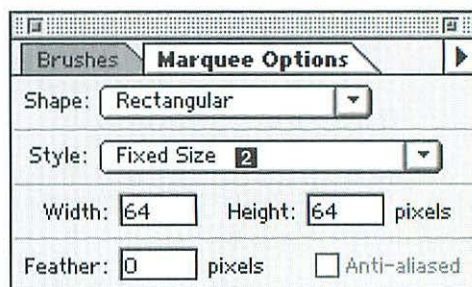 Brushes Marquee Options
Shape: Rectangular
Style: Fixed Size 2
Width: 64 Height: 64 pixels
Feather: 0 pixels Anti-aliased